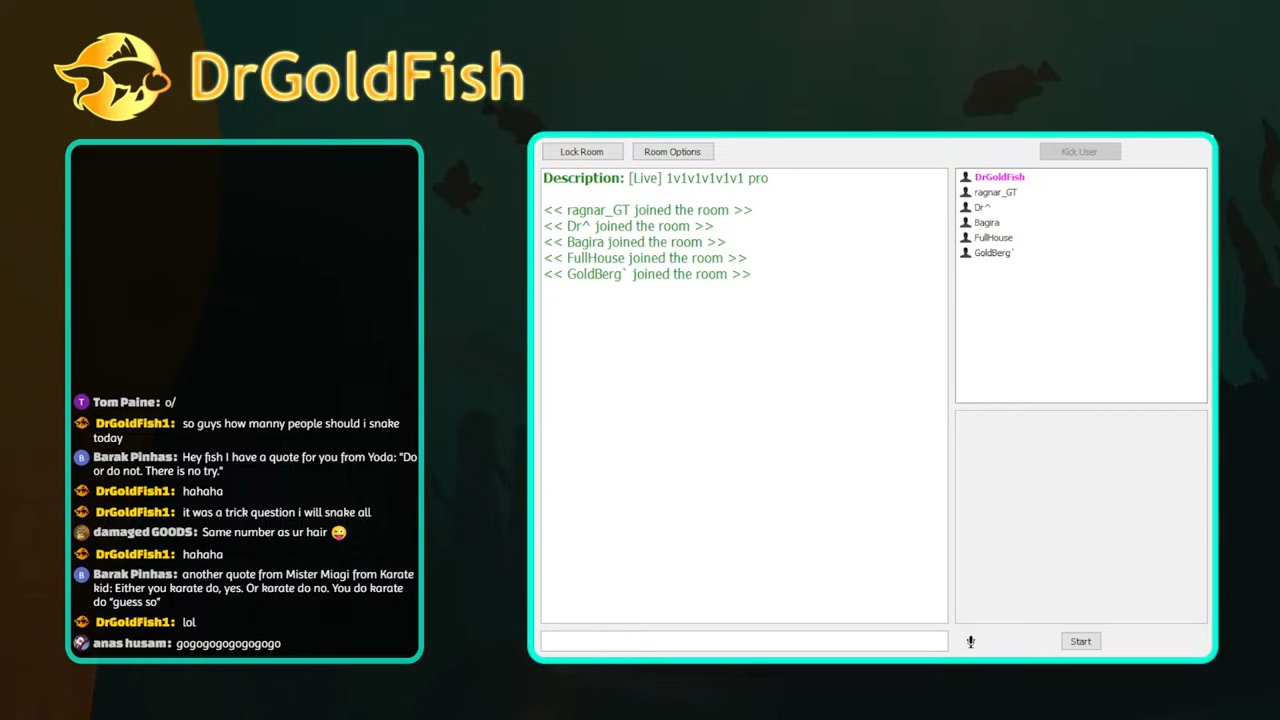 DrGoldFish
Tom Paine: o/
DrGoldFish1: so guys how manny people should i snake
today
Barak Pinhas: Hey fish I have a quote for you from Yoda: "Do
or do not. There is no try."
DrGoldFish1: hahaha
DrGoldFish1: it was a trick question i will snake all
damaged GOODS: Same number as ur hair 😜
DrGoldFish1: hahaha
Barak Pinhas: another quote from Mister Miagi from Karate
kid: Either you karate do, yes. Or karate do no. You do karate
do “guess so”
DrGoldFish1: lol
anas husam: gogogogogogogogo
Lock Room
Room Options
Kick User
Description: [Live] 1v1v1v1v1v1 pro
<< ragnar_GT joined the room >>
<< Dr^ joined the room >>
<< Bagira joined the room >>
<< FullHouse joined the room >>
<< GoldBerg` joined the room >>
DrGoldFish
ragnar_GT
Dr^
Bagira
FullHouse
GoldBerg`
Start